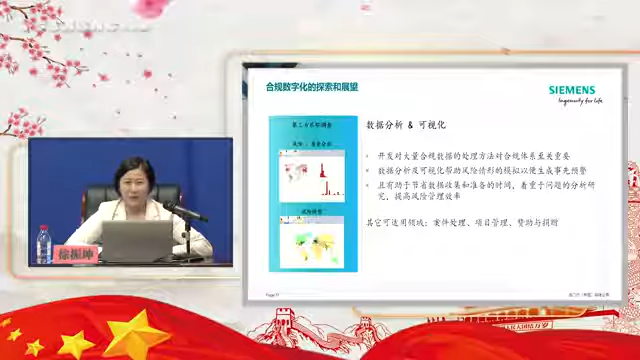 合规数字化的探索和展望
SIEMENS
Ingenuity for life
数据分析 & 可视化
开发对大量合规数据的处理方法对合规体系至关重要
数据分析及可视化帮助风险情形的模拟以便生成事先预警
且有助于节省数据收集和准备的时间，着重于问题的分析研
究，提高风险管理效率
其它可适用领域：案件处理、项目管理、赞助与捐赠
徐振坤